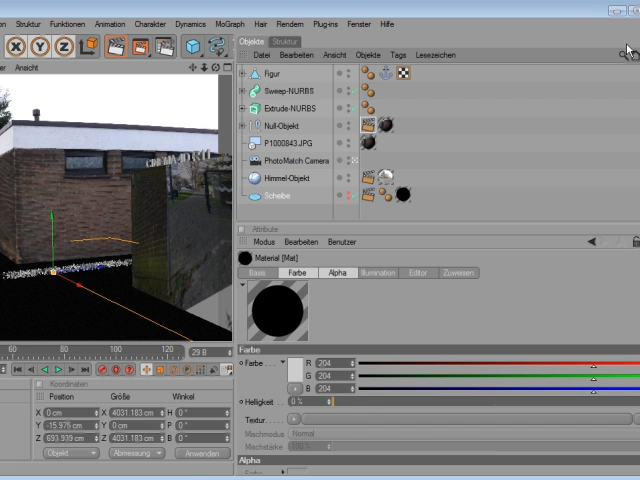 Struktur Funktionen Animation Charakter Dynamics MoGraph Hair Rendern Plug-ins Fenster Hilfe
X Y Z
Objekte Struktur
Datei Bearbeiten Ansicht Objekte Tags Lesezeichen
Ansicht
Figur
Sweep-NURBS
Extrude-NURBS
Null-Objekt
P1000843.JPG
PhotoMatch Camera
Himmel-Objekt
Scheibe
Attribute
Modus Bearbeiten Benutzer
Material [Mat]
Basis Farbe Alpha Illumination Editor Zuweisen
60 80 100 120 29 B
Farbe
Farbe R 204
G 204
B 204
Helligkeit 0 %
Textur
Mischmodus Normal
Mischstärke 100 %
Alpha
Farbe
Koordinaten
Position Größe Winkel
X 0 cm X 4031.183 cm H 0 °
Y -15.975 cm Y 0 cm P 0 °
Z 693.939 cm Z 4031.183 cm B 0 °
Objekt Abmessung Anwenden